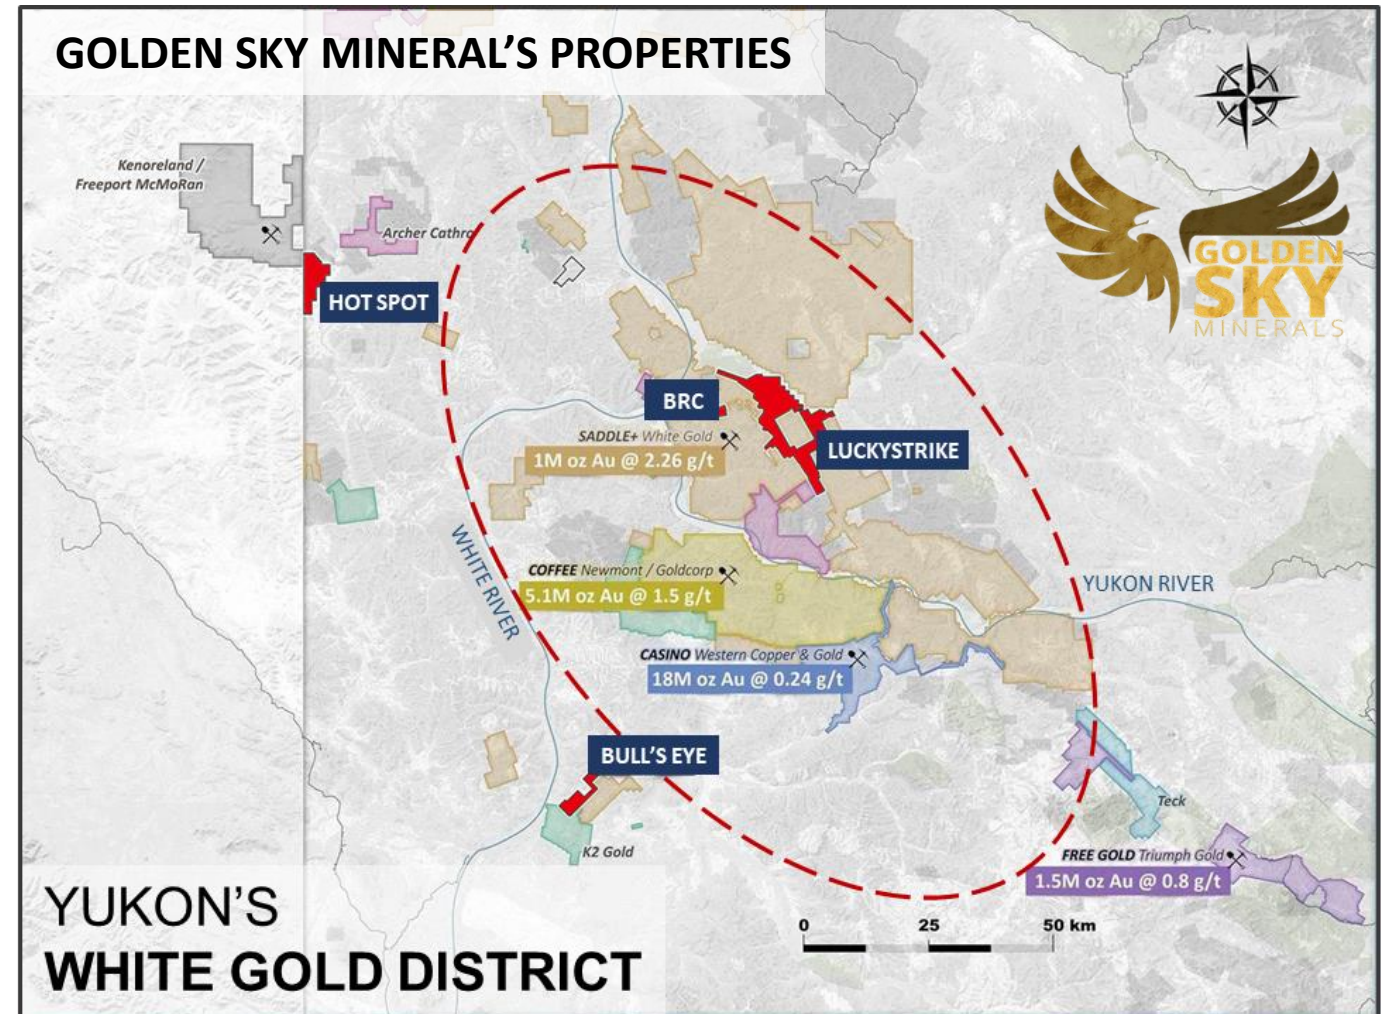 GOLDEN SKY MINERAL'S PROPERTIES
Kenoreland /
Freeport McMoRan
Archer Cathro
GOLDEN
SKY
MINERALS
HOT SPOT
BRC
SADDLE+ White Gold
1M oz Au @ 2.26 g/t
LUCKYSTRIKE
WHITE RIVER
COFFEE Newmont / Goldcorp
5.1M oz Au @ 1.5 g/t
YUKON RIVER
CASINO Western Copper & Gold
18M oz Au @ 0.24 g/t
BULL'S EYE
Teck
K2 Gold
FREE GOLD Triumph Gold
1.5M oz Au @ 0.8 g/t
0 25 50 km
YUKON'S
WHITE GOLD DISTRICT